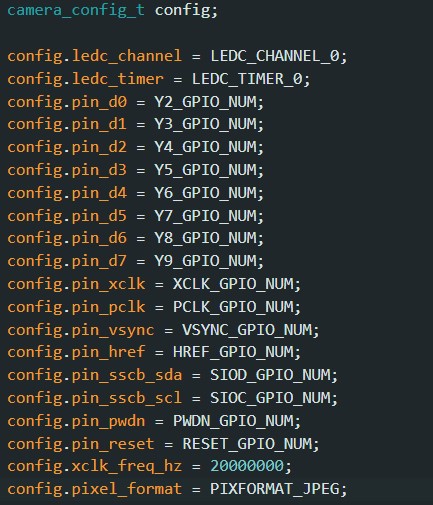 camera_config_t config;

config.ledc_channel = LEDC_CHANNEL_0;
config.ledc_timer = LEDC_TIMER_0;
config.pin_d0 = Y2_GPIO_NUM;
config.pin_d1 = Y3_GPIO_NUM;
config.pin_d2 = Y4_GPIO_NUM;
config.pin_d3 = Y5_GPIO_NUM;
config.pin_d4 = Y6_GPIO_NUM;
config.pin_d5 = Y7_GPIO_NUM;
config.pin_d6 = Y8_GPIO_NUM;
config.pin_d7 = Y9_GPIO_NUM;
config.pin_xclk = XCLK_GPIO_NUM;
config.pin_pclk = PCLK_GPIO_NUM;
config.pin_vsync = VSYNC_GPIO_NUM;
config.pin_href = HREF_GPIO_NUM;
config.pin_sscb_sda = SIOD_GPIO_NUM;
config.pin_sscb_scl = SIOC_GPIO_NUM;
config.pin_pwdn = PWDN_GPIO_NUM;
config.pin_reset = RESET_GPIO_NUM;
config.xclk_freq_hz = 20000000;
config.pixel_format = PIXFORMAT_JPEG;